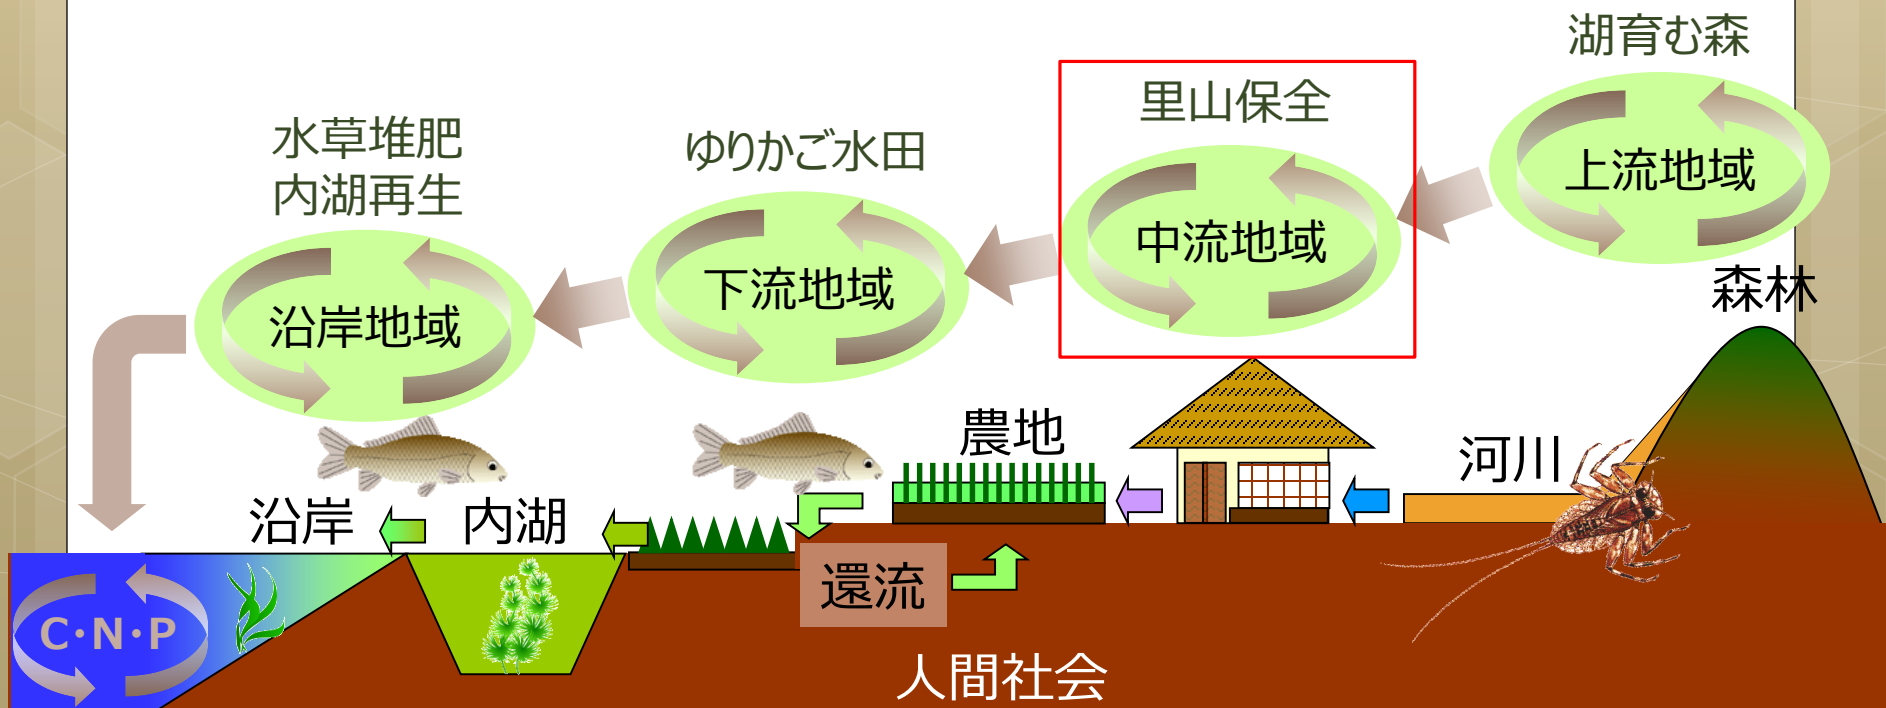 湖育む森
里山保全
水草堆肥
内湖再生
ゆりかご水田
上流地域
中流地域
下流地域
沿岸地域
森林
農地
河川
沿岸
内湖
還流
C・N・P
人間社会